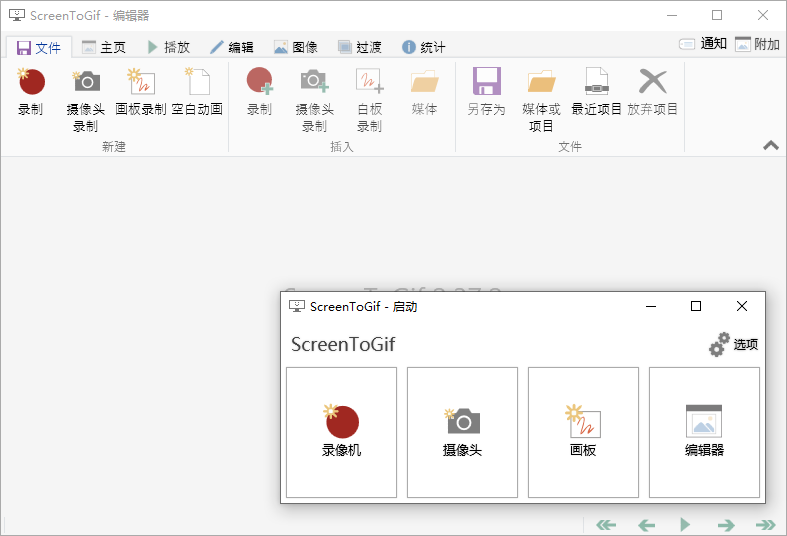 ScreenToGif - 编辑器
文件 主页 播放 编辑 图像 过渡 统计 通知 附加
录制 摄像头 画板录制 空白动画 录制 摄像头 白板 媒体 另存为 媒体或 最近项目 放弃项目
录制 录制 录制 项目
新建 插入 文件
ScreenToGif - 启动
ScreenToGif 选项
录像机 摄像头 画板 编辑器